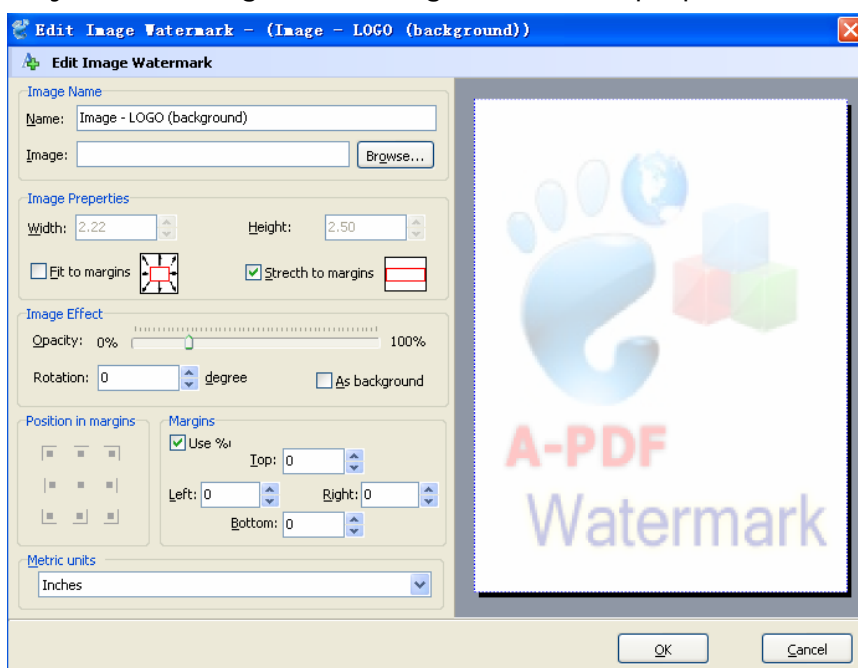 Edit Image Watermark - (Image - LOGO (background))
Edit Image Watermark
Image Name
Name: Image - LOGO (background)
Image: Browse...
Image Preperties
Width: 2.22 Height: 2.50
Fit to margins Strecth to margins
Image Effect
Opacity: 0% 100%
Rotation: 0 degree As background
Position in margins Margins
Use %
Top: 0
Left: 0 Right: 0
Bottom: 0
Metric units
Inches
A-PDF
Watermark
OK Cancel